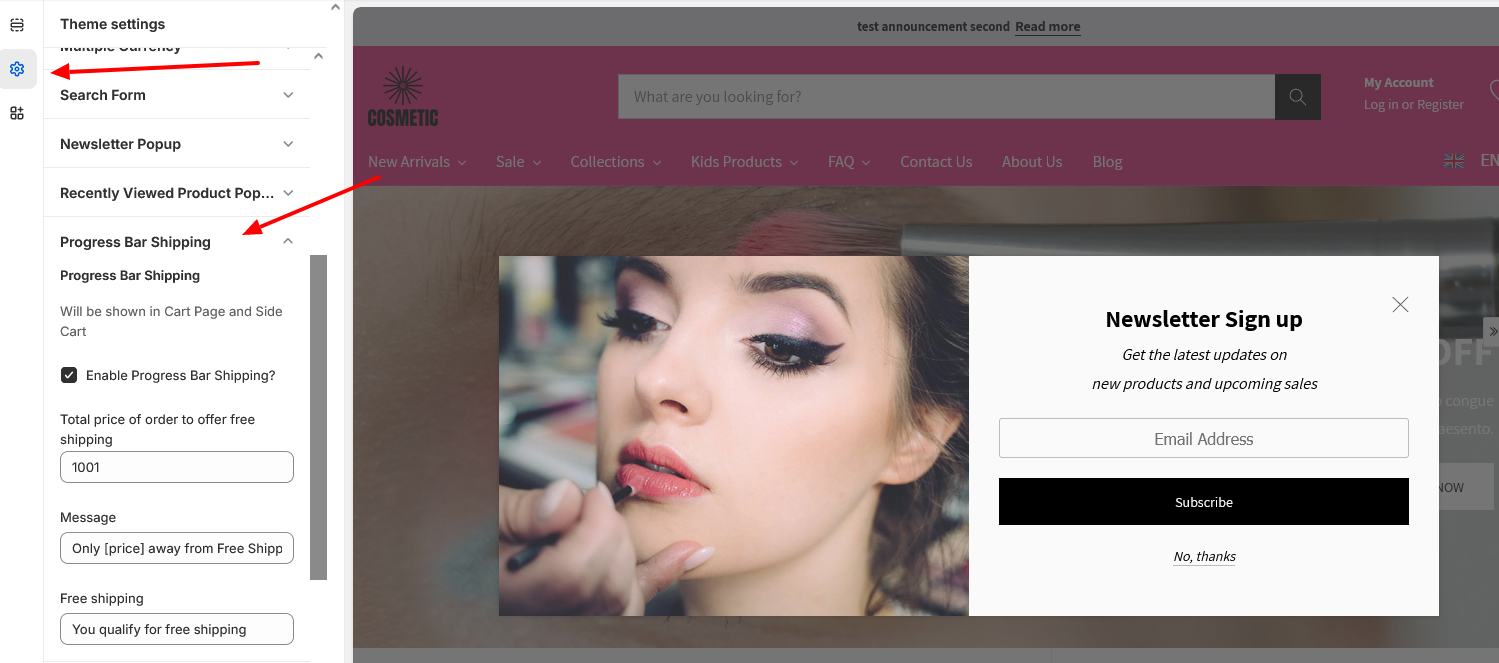 Theme settings
Multiple Currency
Search Form
Newsletter Popup
Recently Viewed Product Pop...
Progress Bar Shipping
Progress Bar Shipping
Will be shown in Cart Page and Side
Cart
Enable Progress Bar Shipping?
Total price of order to offer free
shipping
1001
Message
Only [price] away from Free Shipp
Free shipping
You qualify for free shipping
test announcement second Read more
COSMETIC
What are you looking for?
My Account
Log in or Register
New Arrivals Sale Collections Kids Products FAQ Contact Us About Us Blog
EN
OFF
congue
NOW
Newsletter Sign up
Get the latest updates on
new products and upcoming sales
Email Address
Subscribe
No, thanks